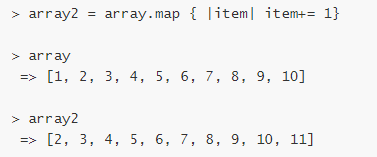 > array2 = array.map { |item| item+= 1}
> array
=> [1, 2, 3, 4, 5, 6, 7, 8, 9, 10]
> array2
=> [2, 3, 4, 5, 6, 7, 8, 9, 10, 11]